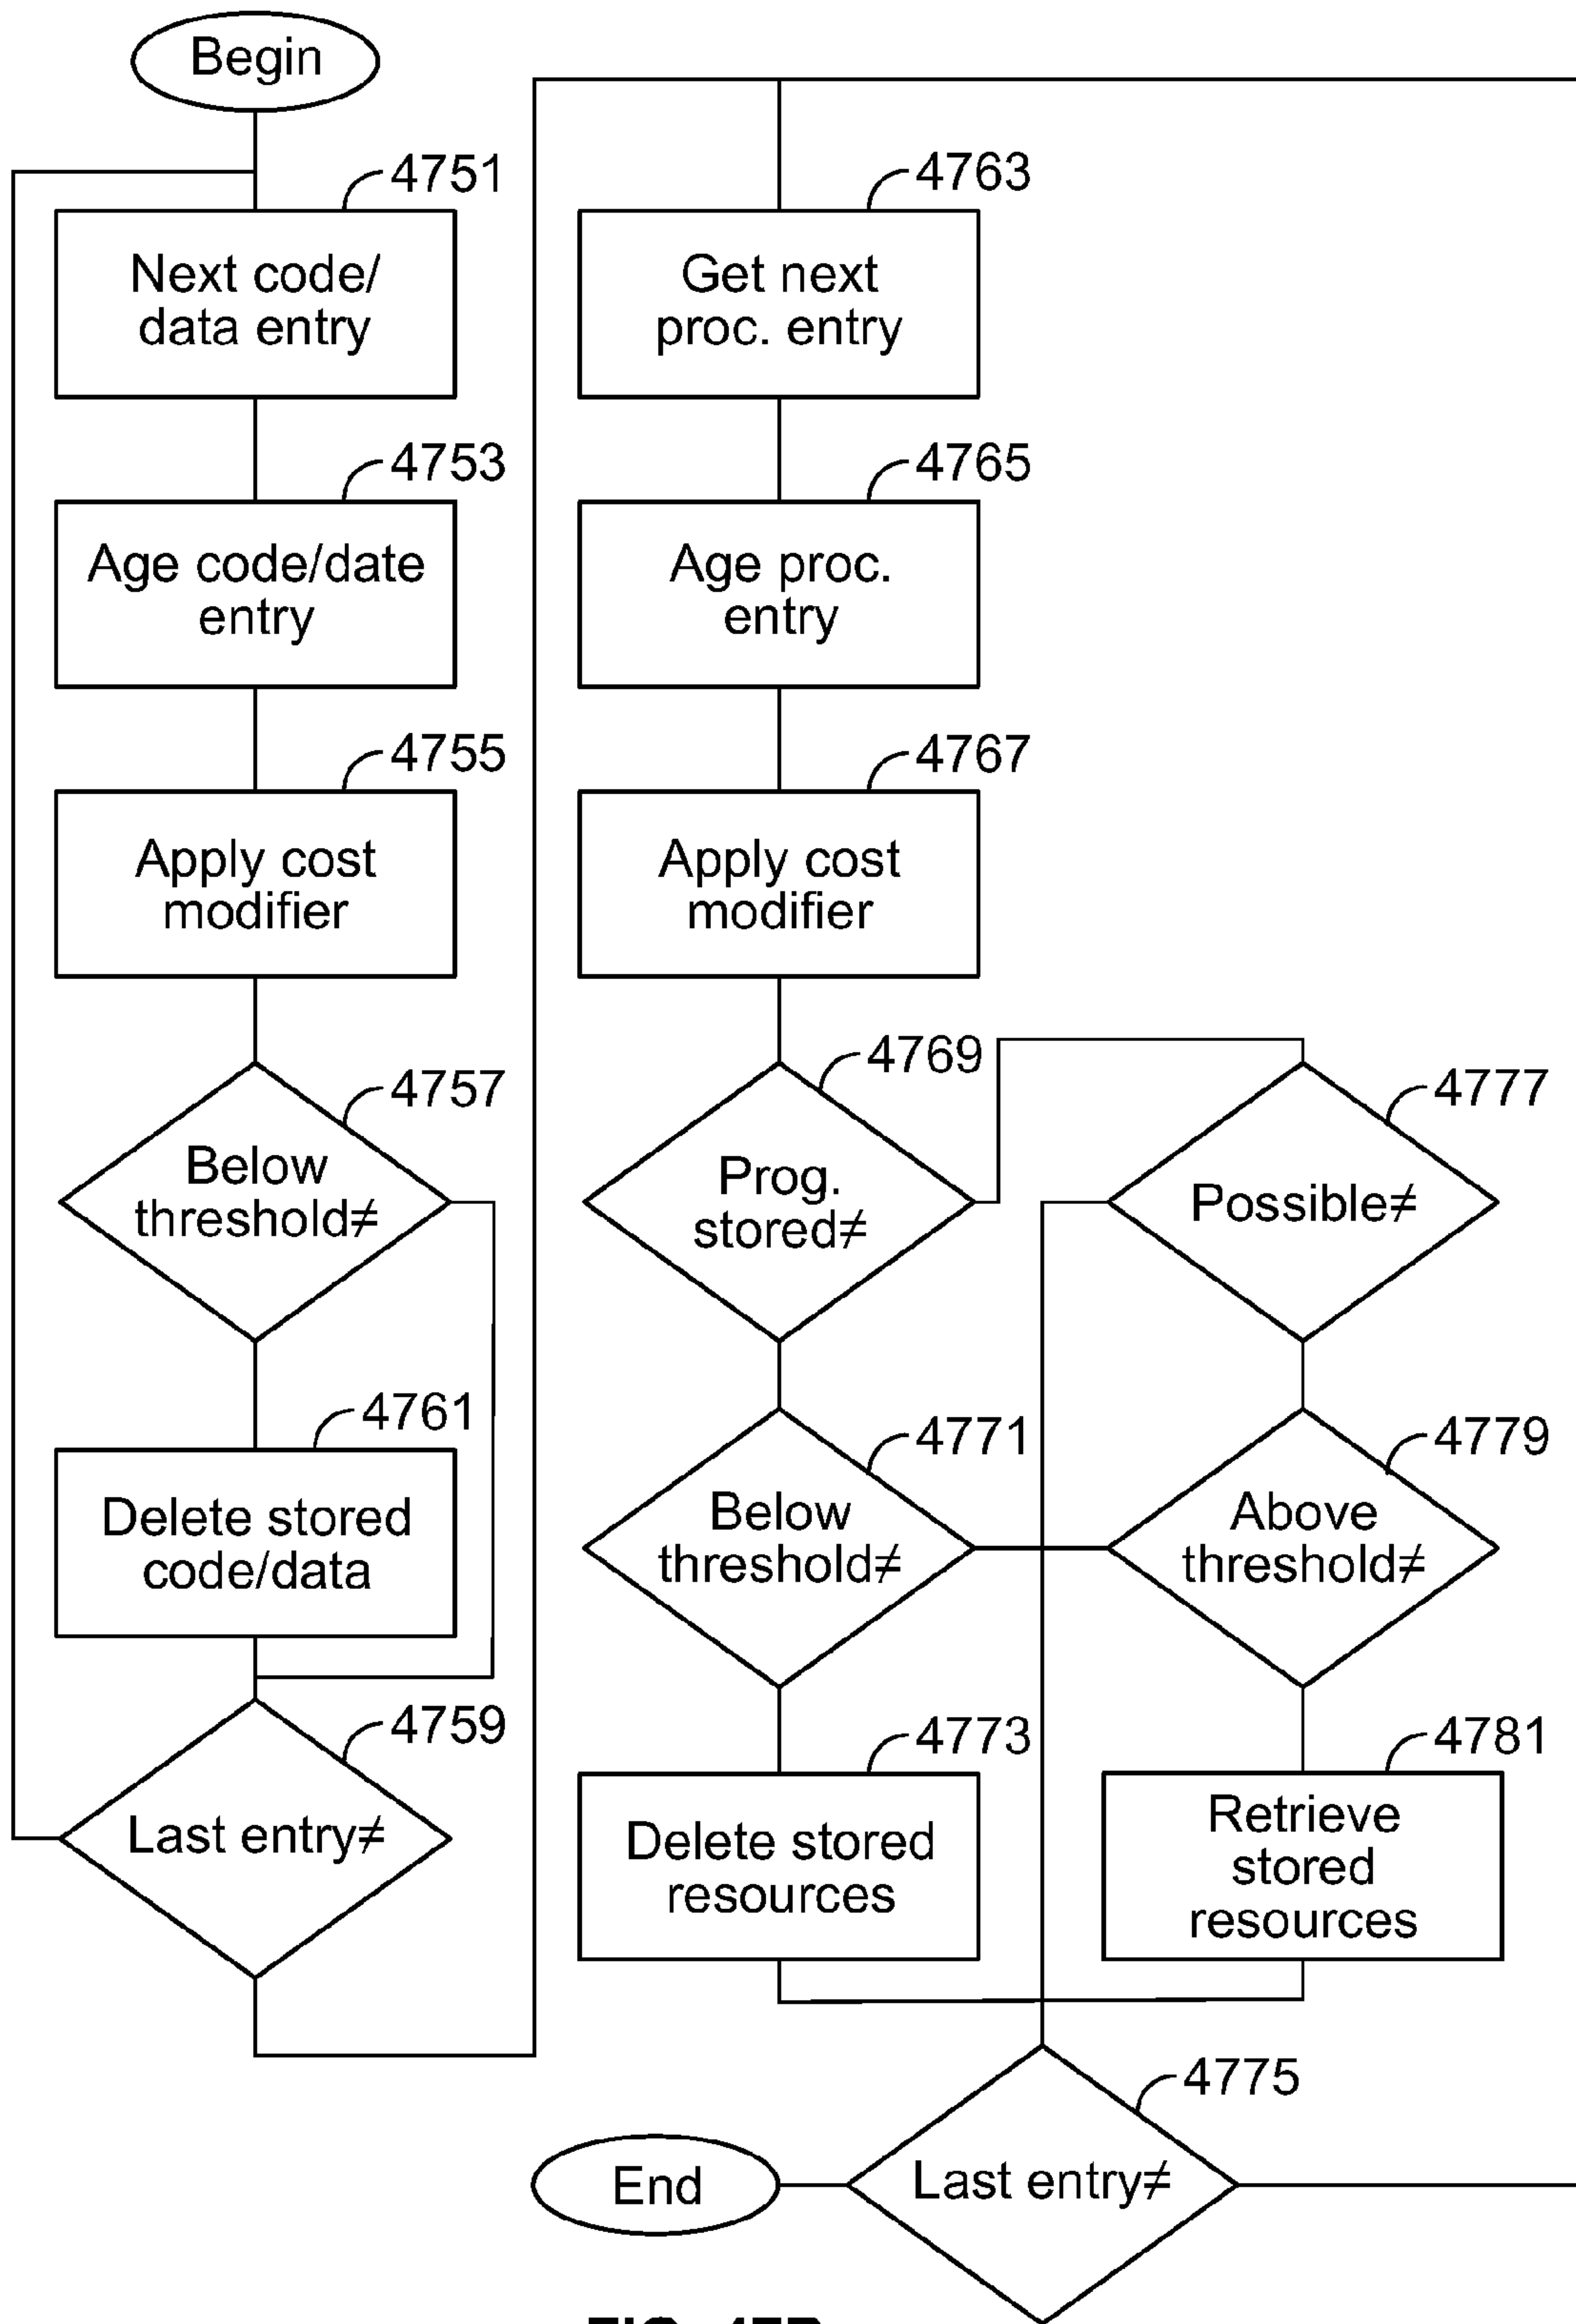 Begin
4751
Next code/
data entry
4753
Age code/date
entry
4755
Apply cost
modifier
4757
Below
threshold≠
4761
Delete stored
code/data
4759
Last entry≠
4763
Get next
proc. entry
4765
Age proc.
entry
4767
Apply cost
modifier
4769
Prog.
stored≠
4771
Below
threshold≠
4773
Delete stored
resources
4777
Possible≠
4779
Above
threshold≠
4781
Retrieve
stored
resources
4775
Last entry≠
End